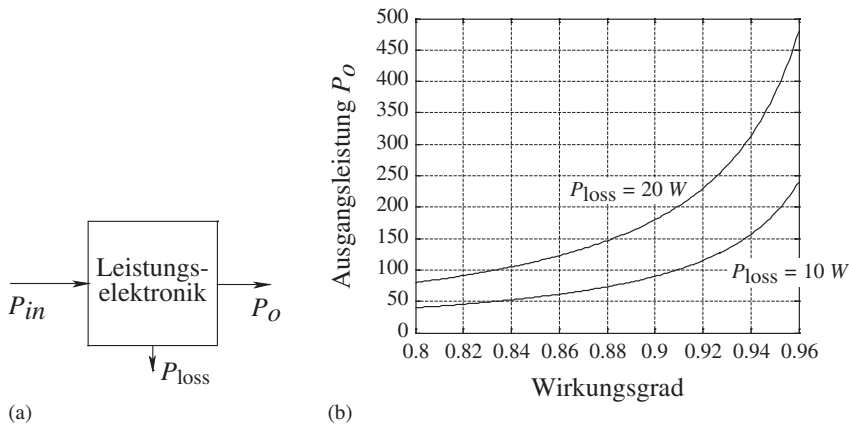 Leistungs-
elektronik
P_in
P_o
P_loss
(a)
Ausgangsleistung P_o
500
450
400
350
300
250
200
150
100
50
0
P_loss = 20 W
P_loss = 10 W
0.8 0.82 0.84 0.86 0.88 0.9 0.92 0.94 0.96
Wirkungsgrad
(b)